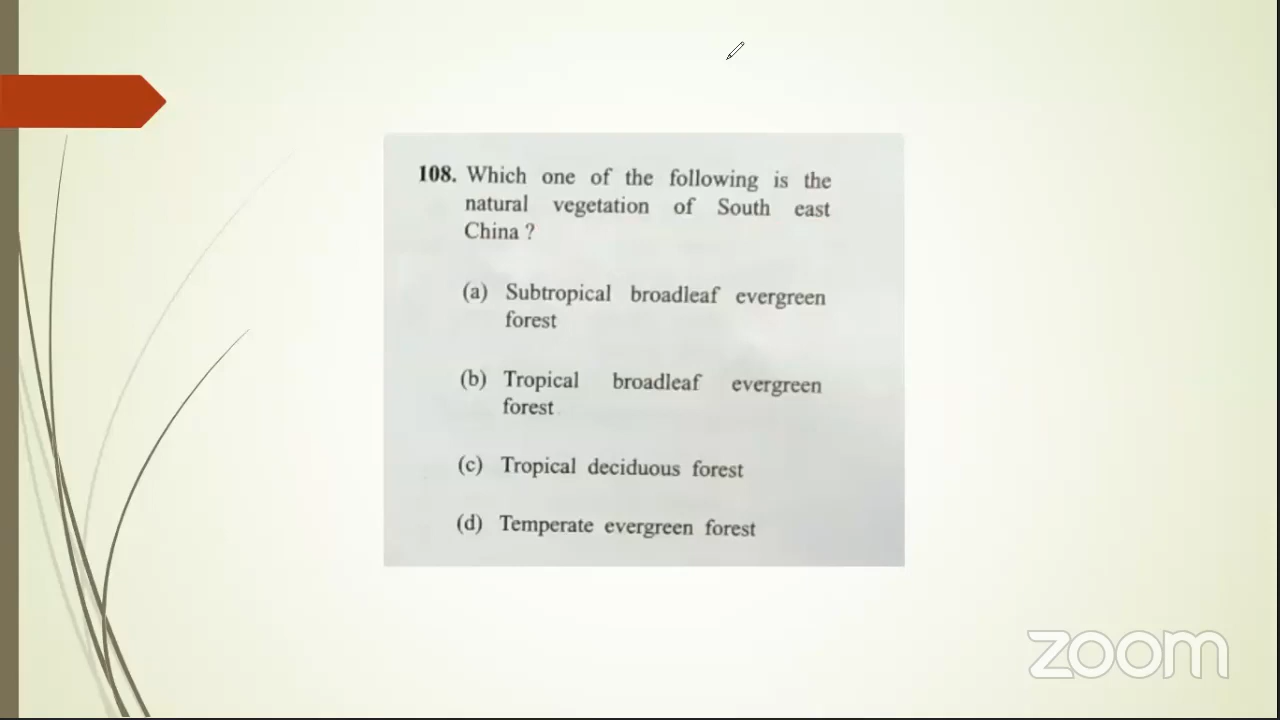 108. Which one of the following is the
natural vegetation of South east
China ?
(a) Subtropical broadleaf evergreen
forest
(b) Tropical broadleaf evergreen
forest
(c) Tropical deciduous forest
(d) Temperate evergreen forest
zoom